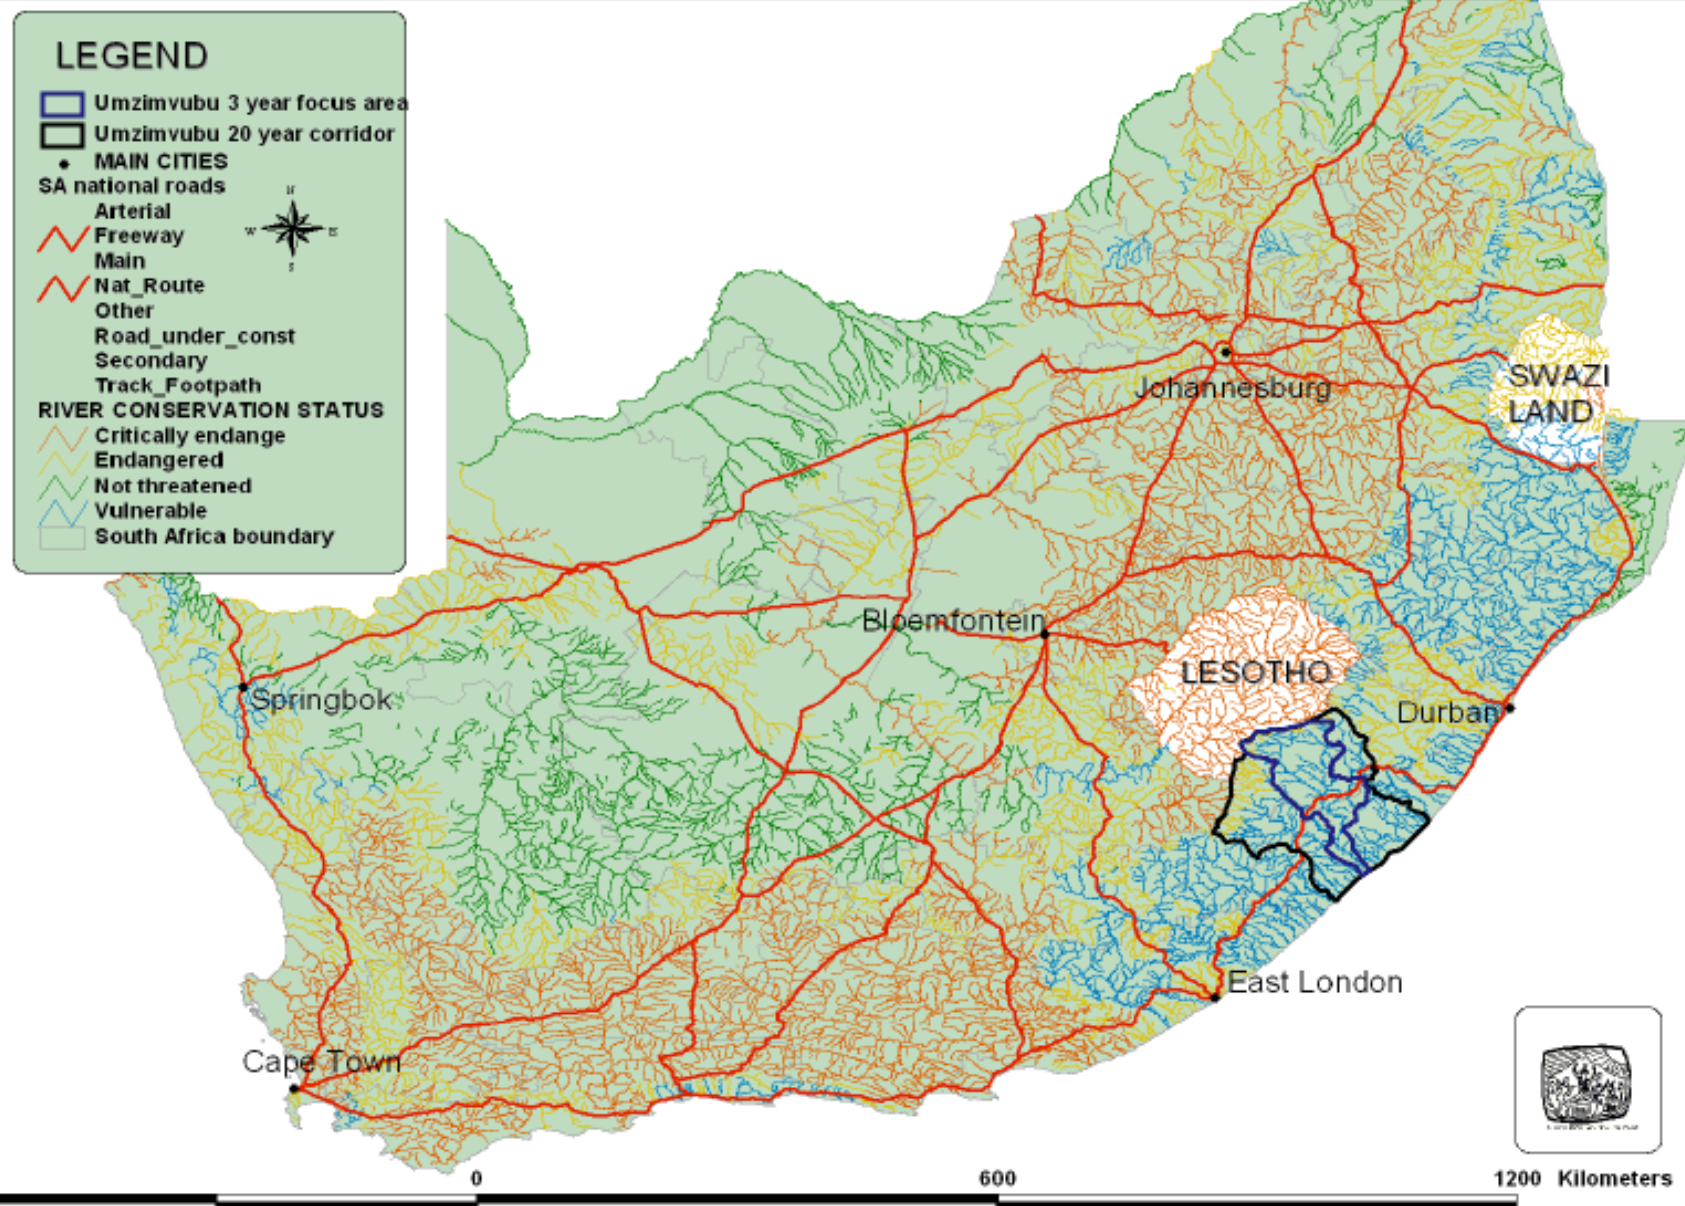 LEGEND
Umzimvubu 3 year focus area
Umzimvubu 20 year corridor
MAIN CITIES
SA national roads
N
Arterial
W E
Freeway
Main
S
Nat_Route
Other
Road_under_const
Secondary
Track_Footpath
RIVER CONSERVATION STATUS
Critically endange
Endangered
Not threatened
Vulnerable
South Africa boundary
Johannesburg
SWAZI
LAND
Bloemfontein
LESOTHO
Springbok
Durban
East London
Cape Town
0 600 1200 Kilometers